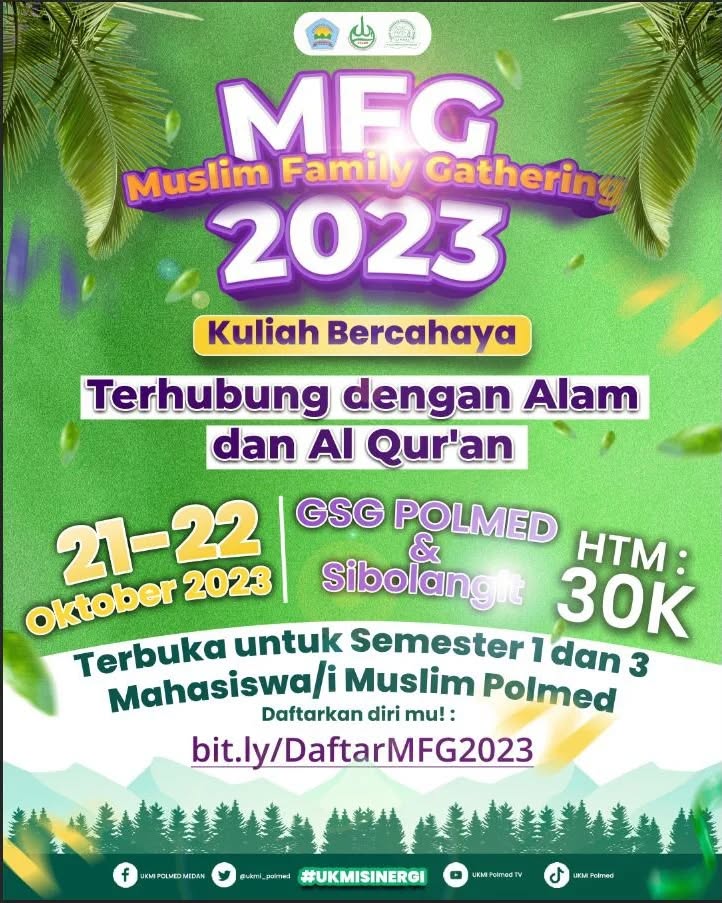 MFG
Muslim Family Gathering
2023
Kuliah Bercahaya
Terhubung dengan Alam
dan Al Qur'an
21-22
Oktober 2023
GSG POLMED
&
Sibolangit
HTM :
30K
Terbuka untuk Semester 1 dan 3
Mahasiswa/i Muslim Polmed
Daftarkan diri mu! :
bit.ly/DaftarMFG2023
UKMI POLMED MEDAN
@ukmi_polmed
#UKMISINERGI
UKMI Polmed TV
UKMI Polmed